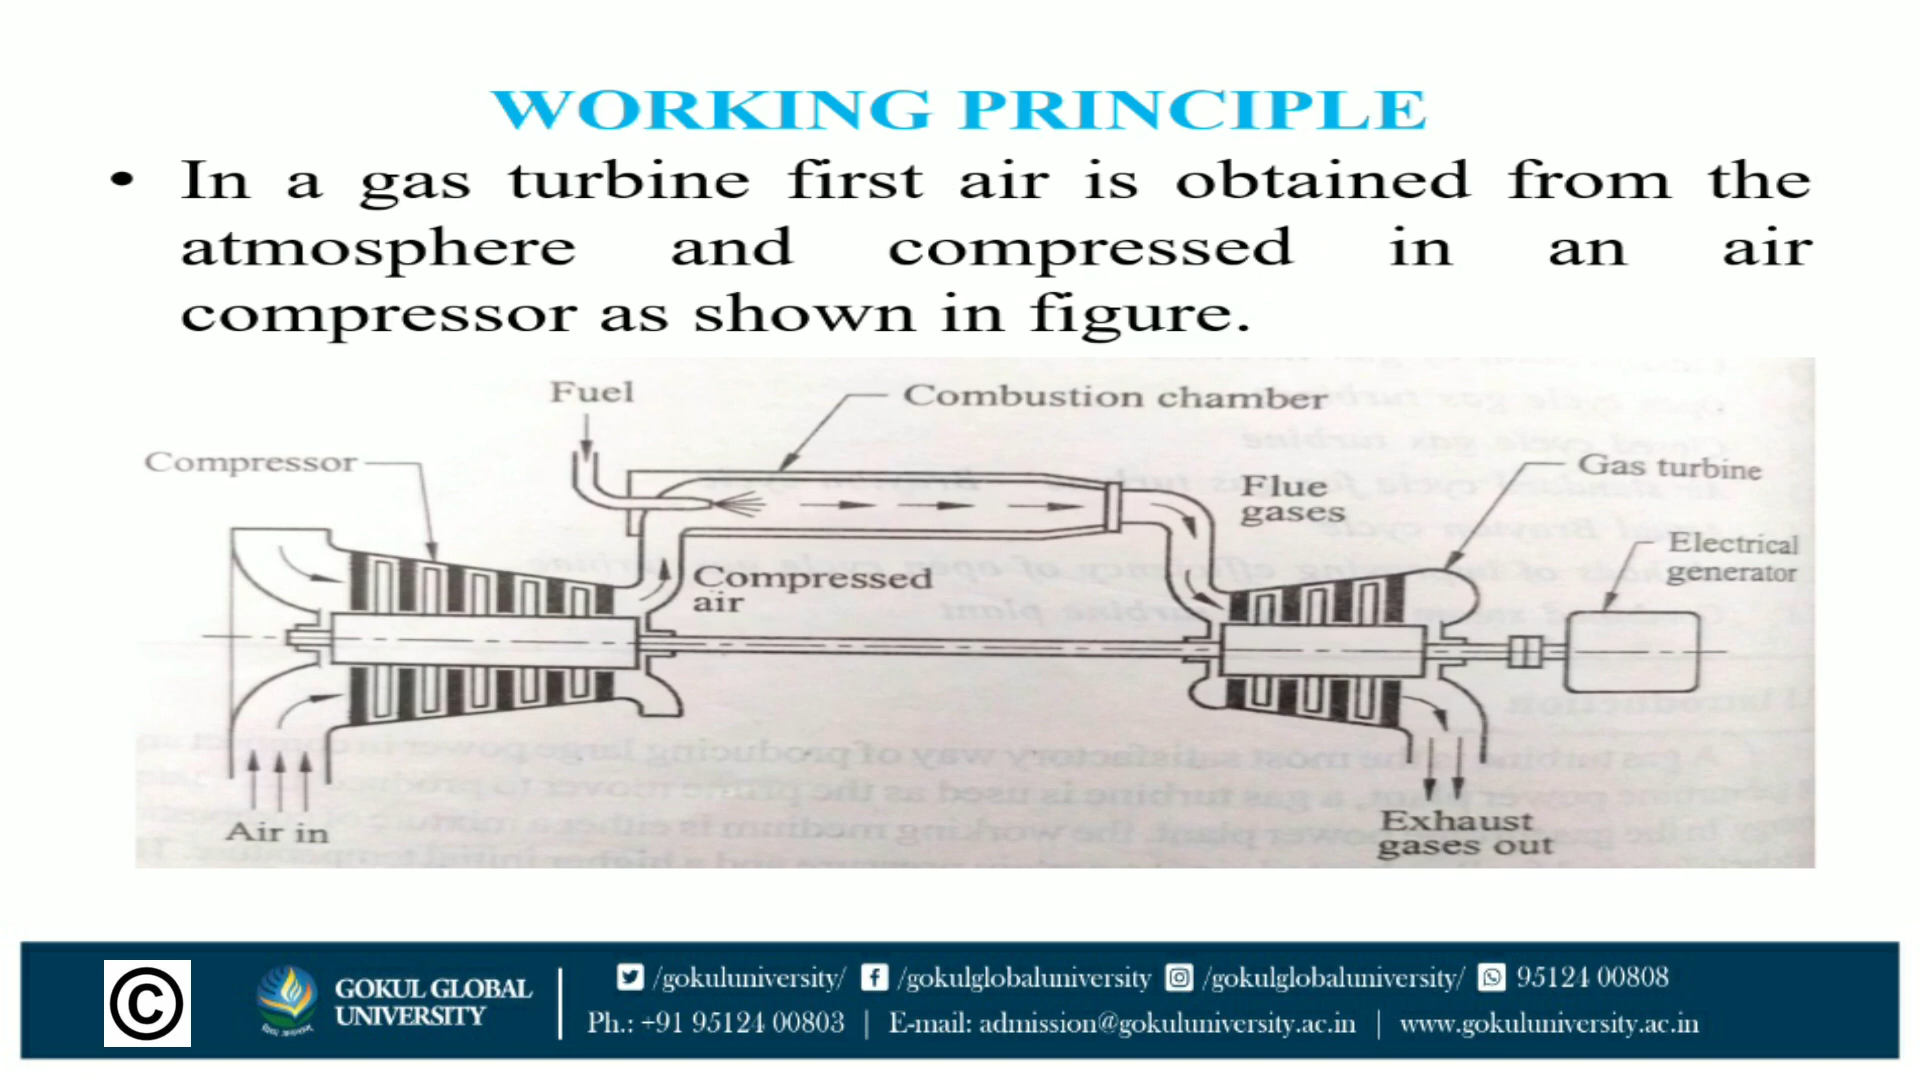 WORKING PRINCIPLE
• In a gas turbine first air is obtained from the
atmosphere and compressed in an air
compressor as shown in figure.
Fuel
Combustion chamber
Compressor
Gas turbine
Flue
gases
Electrical
generator
Compressed
air
Air in
Exhaust
gases out
©
GOKUL GLOBAL
UNIVERSITY
/gokuluniversity/ /gokulglobaluniversity /gokulglobaluniversity/ 95124 00808
Ph.: +91 95124 00803 | E-mail: admission@gokuluniversity.ac.in | www.gokuluniversity.ac.in